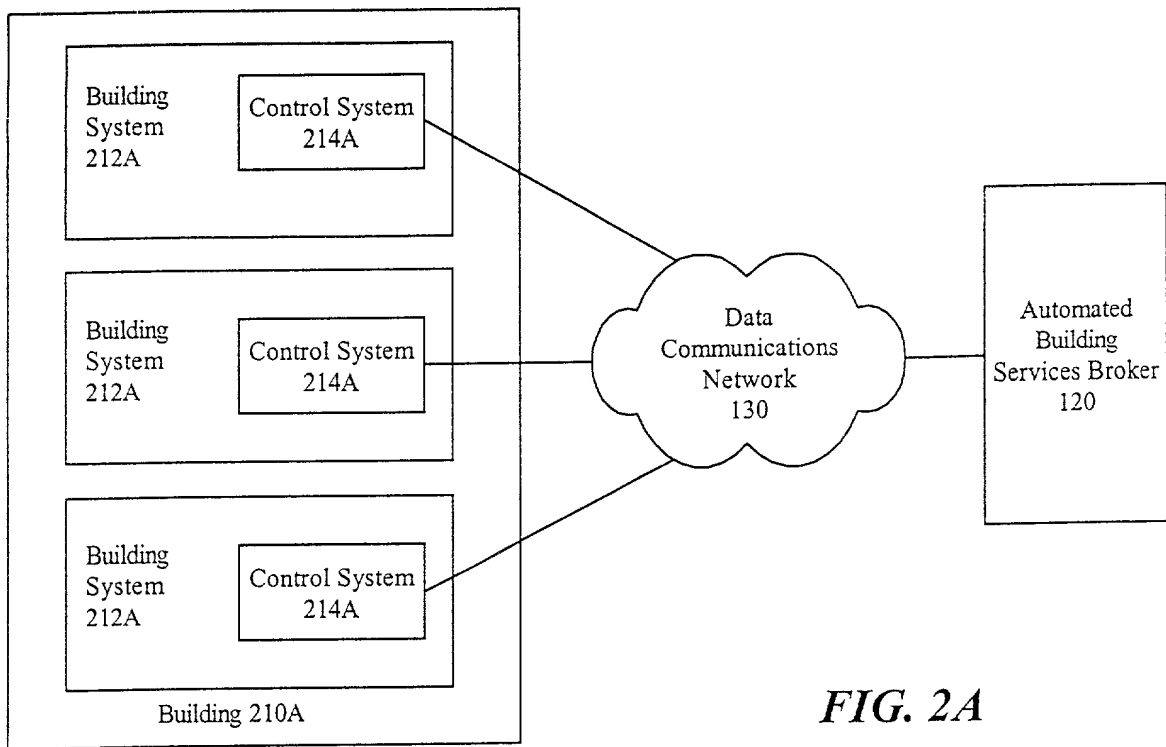 Building
System
212A
Control System
214A
Building
System
212A
Control System
214A
Building
System
212A
Control System
214A
Building 210A
Data
Communications
Network
130
Automated
Building
Services Broker
120
FIG. 2A